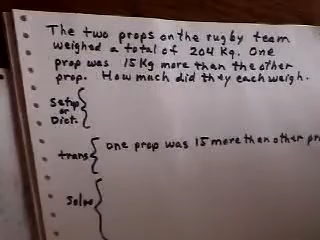 The two props on the rugby team
weighed a total of 204 Kg. One
prop was 15 Kg more than the other
prop. How much did they each weigh.
Setup
or
Dict.
trans
one prop was 15 more than other
Solve